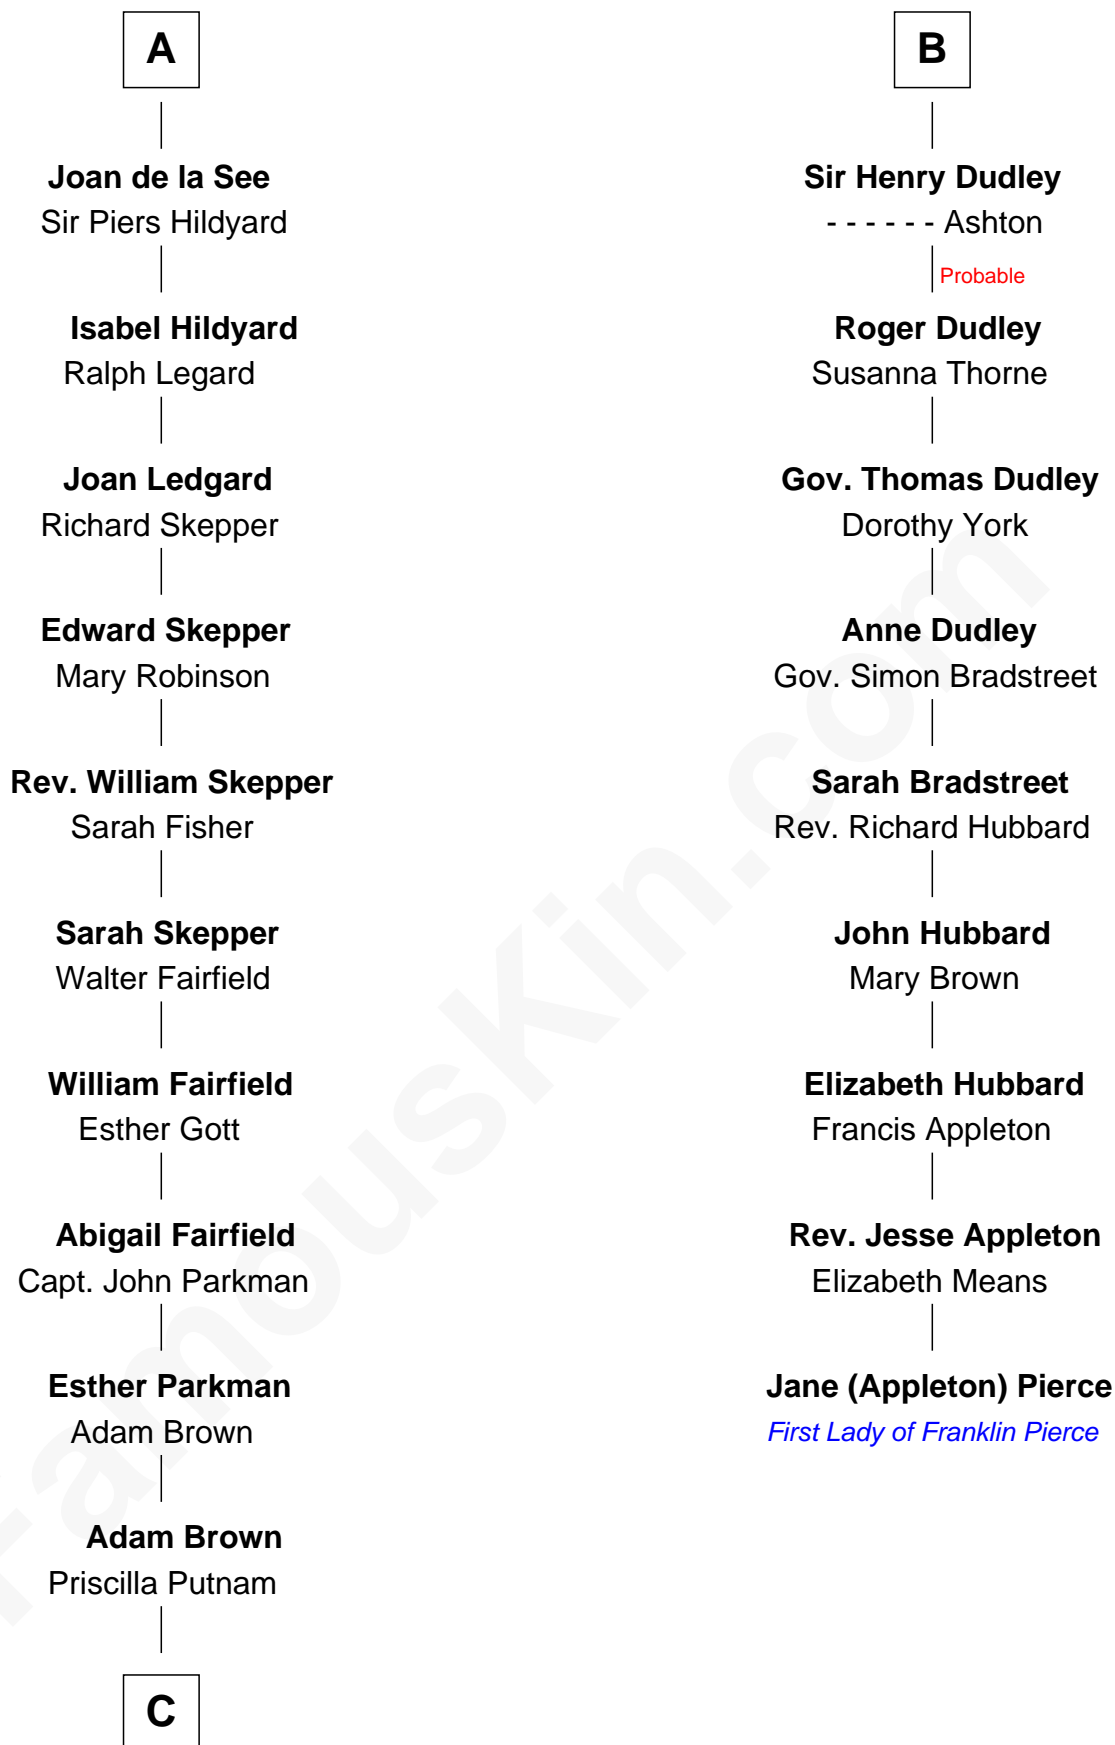 A
Joan de la See
Sir Piers Hildyard
Isabel Hildyard
Ralph Legard
Joan Ledgard
Richard Skepper
Edward Skepper
Mary Robinson
Rev. William Skepper
Sarah Fisher
Sarah Skepper
Walter Fairfield
William Fairfield
Esther Gott
Abigail Fairfield
Capt. John Parkman
Esther Parkman
Adam Brown
Adam Brown
Priscilla Putnam
C
B
Sir Henry Dudley
- - - - - - Ashton
Probable
Roger Dudley
Susanna Thorne
Gov. Thomas Dudley
Dorothy York
Anne Dudley
Gov. Simon Bradstreet
Sarah Bradstreet
Rev. Richard Hubbard
John Hubbard
Mary Brown
Elizabeth Hubbard
Francis Appleton
Rev. Jesse Appleton
Elizabeth Means
Jane (Appleton) Pierce
First Lady of Franklin Pierce
FamousKin.com